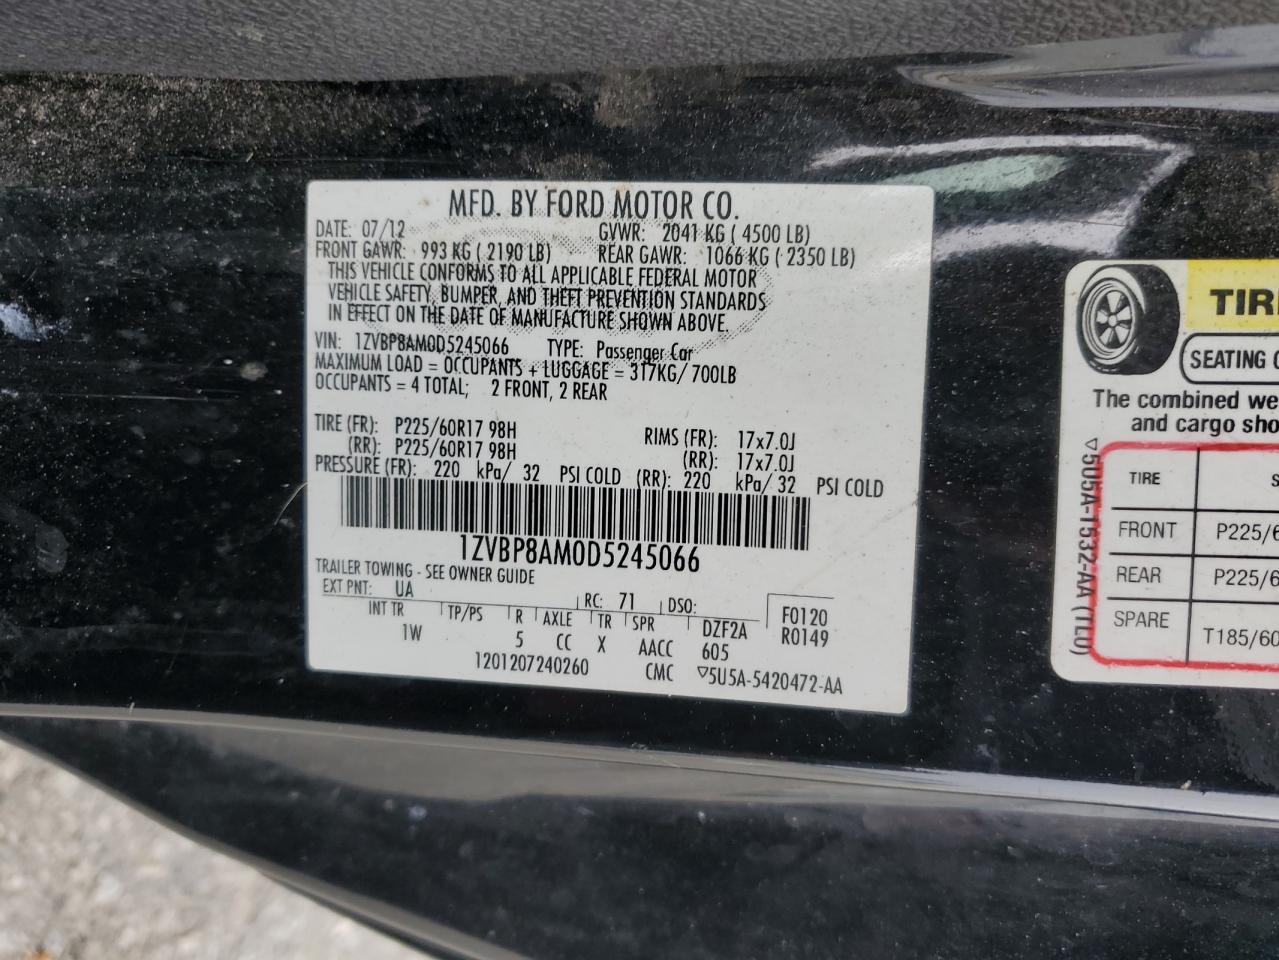 MFD. BY FORD MOTOR CO.
DATE: 07/12 GVWR: 2041 KG ( 4500 LB)
FRONT GAWR: 993 KG ( 2190 LB) REAR GAWR: 1066 KG ( 2350 LB)
THIS VEHICLE CONFORMS TO ALL APPLICABLE FEDERAL MOTOR
VEHICLE SAFETY, BUMPER, AND THEFT PREVENTION STANDARDS
IN EFFECT ON THE DATE OF MANUFACTURE SHOWN ABOVE.
VIN: 1ZVBP8AM0D5245066 TYPE: Passenger Car
MAXIMUM LOAD = OCCUPANTS + LUGGAGE = 317KG/ 700LB
OCCUPANTS = 4 TOTAL; 2 FRONT, 2 REAR
TIRE (FR): P225/60R17 98H RIMS (FR): 17x7.0J
(RR): P225/60R17 98H (RR): 17x7.0J
PRESSURE (FR): 220 kPa/ 32 PSI COLD (RR): 220 kPa/ 32 PSI COLD
1ZVBP8AM0D5245066
TRAILER TOWING - SEE OWNER GUIDE
EXT PNT: UA RC: 71 DSO: F0120
INT TR TP/PS R AXLE TR SPR DZF2A R0149
1W 5 CC X AACC 605
1201207240260 CMC ▽5U5A-5420472-AA
TIR
SEATING
The combined we
and cargo sho
TIRE S
FRONT P225/6
REAR P225/6
SPARE T185/60
▽5U5A-1532-AA (TL0)